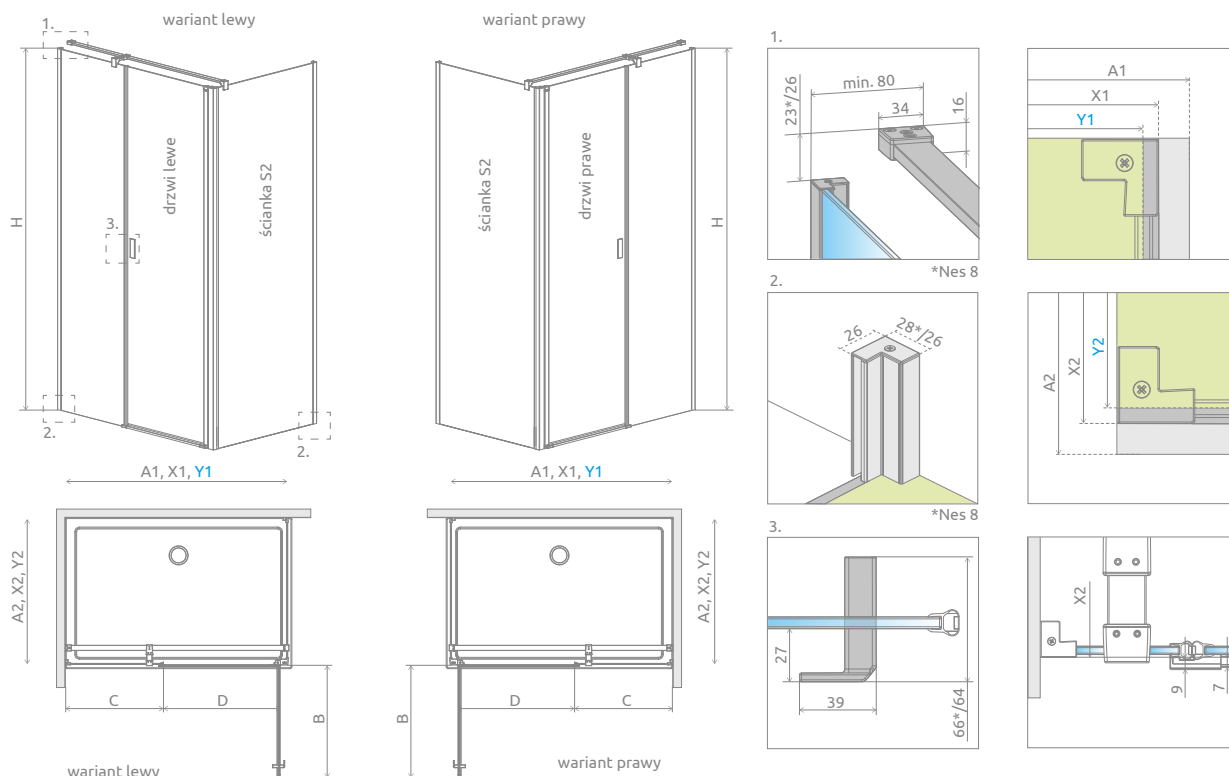 wariant lewy
1.
H
drzwi lewe
ścianka S2
3.
2.
2.
wariant prawy
ścianka S2
drzwi prawe
H
A1, X1, Y1
A2, X2, Y2
C
D
B
wariant lewy
A1, X1, Y1
A2, X2, Y2
D
C
B
wariant prawy
1.
min. 80
34
16
23*/26
*Nes 8
A1
X1
Y1
2.
26
28*/26
*Nes 8
Y2
X2
A2
3.
27
39
66*/64
X2
9
7